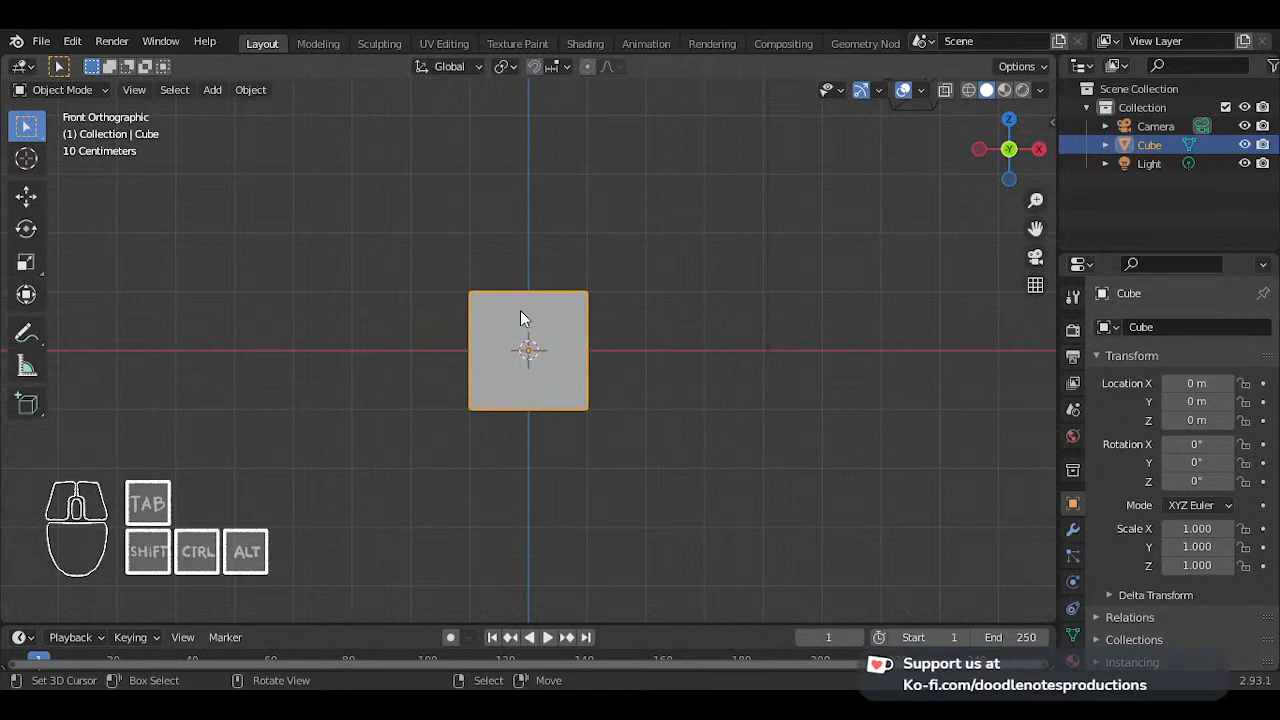 File Edit Render Window Help Layout Modeling Sculpting UV Editing Texture Paint Shading Animation Rendering Compositing Geometry Nod Scene View Layer
Global Options
Object Mode View Select Add Object
Scene Collection
Collection
Camera
Cube
Light
Front Orthographic
(1) Collection | Cube
10 Centimeters
Z
-Y
X
Cube
Cube
Transform
Location X 0 m
Y 0 m
Z 0 m
Rotation X 0°
Y 0°
Z 0°
Mode XYZ Euler
Scale X 1.000
Y 1.000
Z 1.000
Delta Transform
Relations
Collections
Instancing
TAB
SHIFT CTRL ALT
Playback Keying View Marker 1 Start 1 End 250
1
Set 3D Cursor Box Select Rotate View Select Move 2.93.1
Support us at
Ko-fi.com/doodlenotesproductions